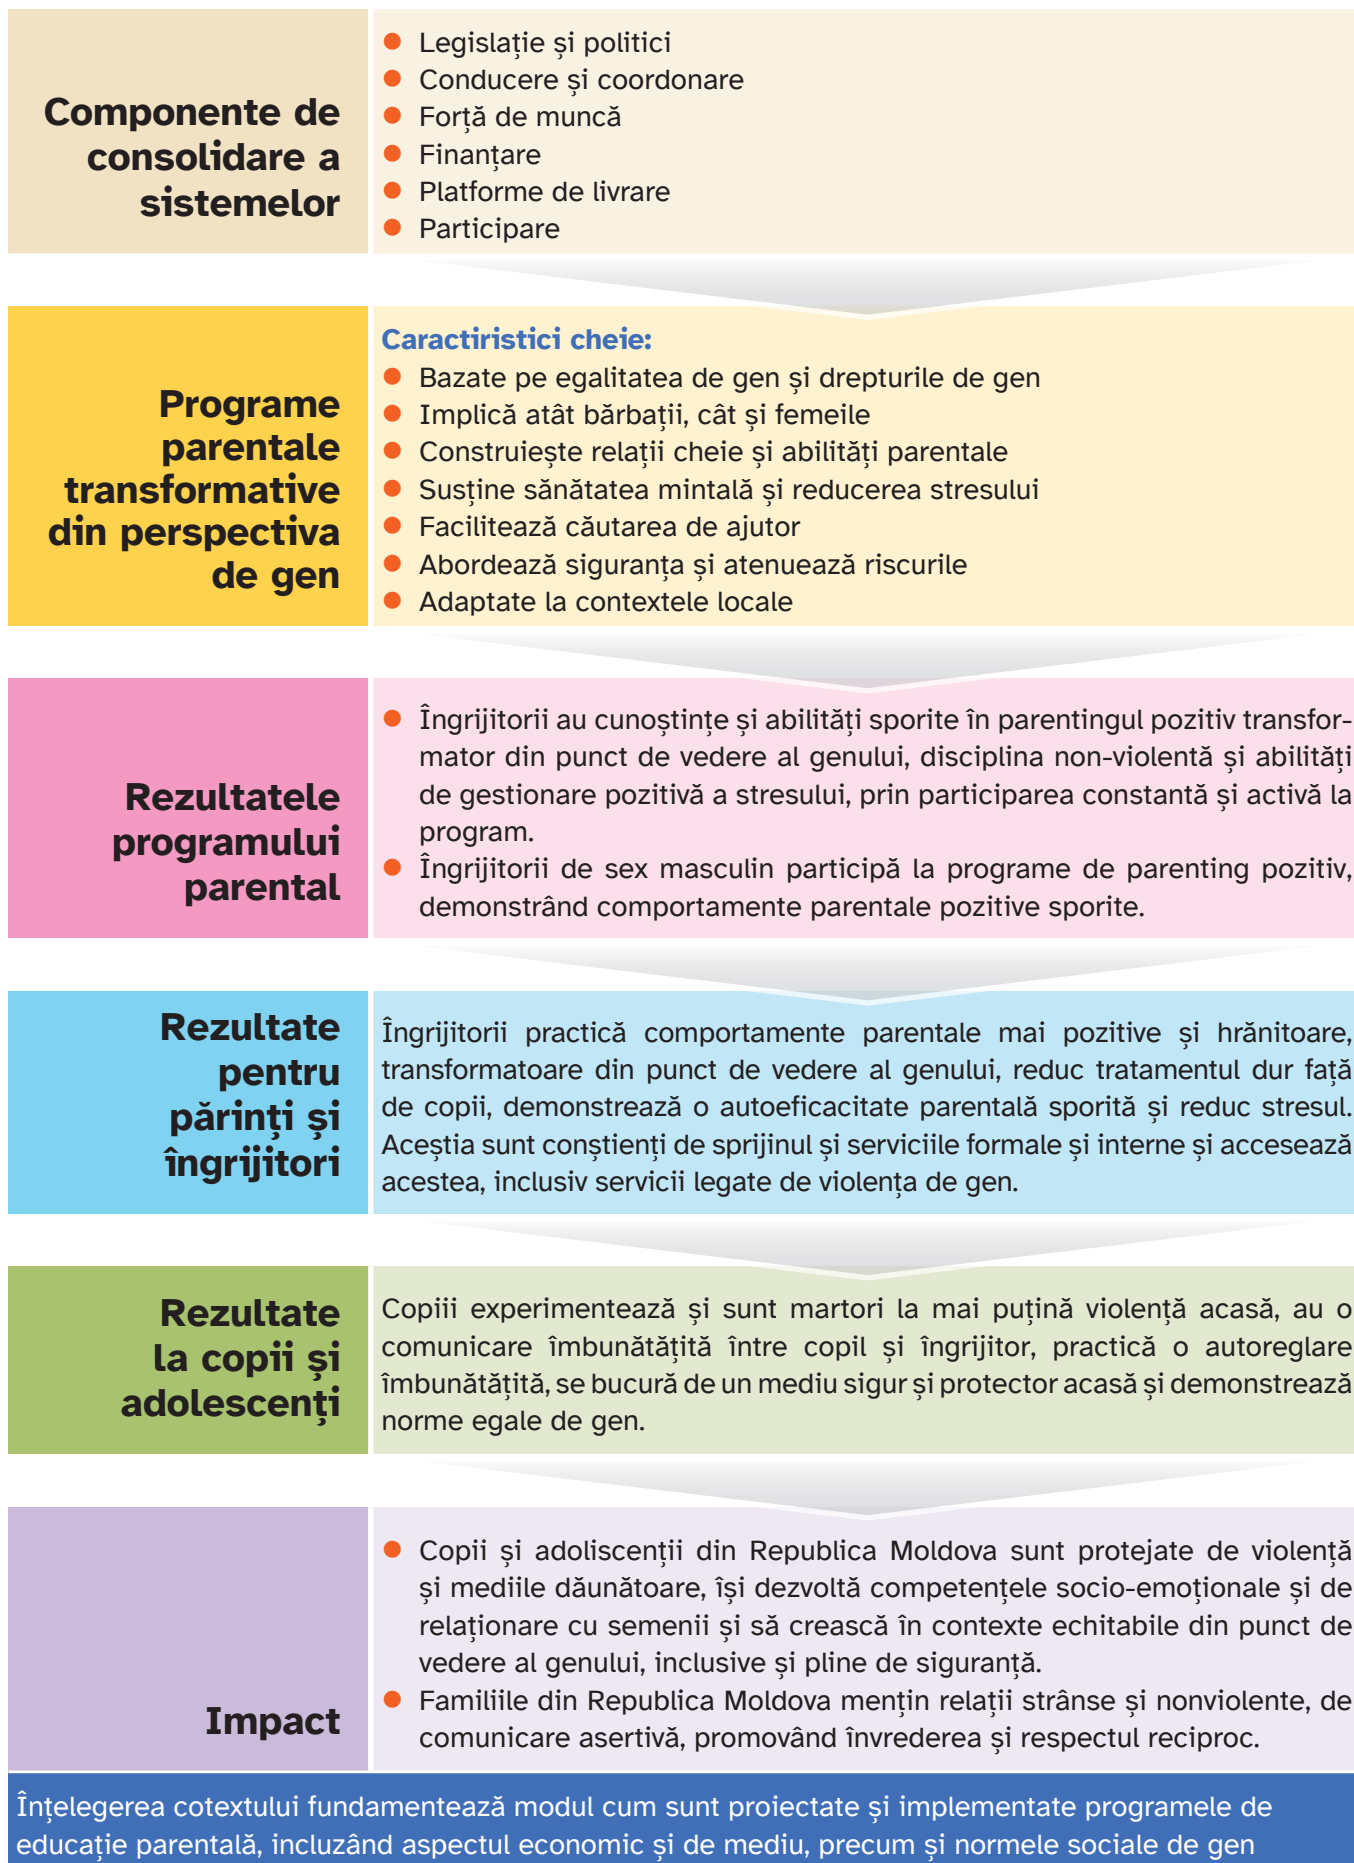 Componente de
consolidare a
sistemelor
Legislație și politici
Conducere și coordonare
Forță de muncă
Finanțare
Platforme de livrare
Participare
Programe
parentale
transformative
din perspectiva
de gen
Caractiristici cheie:
Bazate pe egalitatea de gen și drepturile de gen
Implică atât bărbații, cât și femeile
Construiește relații cheie și abilități parentale
Susține sănătatea mintală și reducerea stresului
Facilitează căutarea de ajutor
Abordează siguranța și atenuează riscurile
Adaptate la contextele locale
Rezultatele
programului
parental
Îngrijitorii au cunoștințe și abilități sporite în parentingul pozitiv transfor-
mator din punct de vedere al genului, disciplina non-violentă și abilități
de gestionare pozitivă a stresului, prin participarea constantă și activă la
program.
Îngrijitorii de sex masculin participă la programe de parenting pozitiv,
demonstrând comportamente parentale pozitive sporite.
Rezultate
pentru
părinți și
îngrijitori
Îngrijitorii practică comportamente parentale mai pozitive și hrănitoare,
transformatoare din punct de vedere al genului, reduc tratamentul dur față
de copii, demonstrează o autoeficacitate parentală sporită și reduc stresul.
Aceștia sunt conștienți de sprijinul și serviciile formale și interne și accesează
acestea, inclusiv servicii legate de violența de gen.
Rezultate
la copii și
adolescenți
Copiii experimentează și sunt martori la mai puțină violență acasă, au o
comunicare îmbunătățită între copil și îngrijitor, practică o autoreglare
îmbunătățită, se bucură de un mediu sigur și protector acasă și demonstrează
norme egale de gen.
Impact
Copii și adoliscenții din Republica Moldova sunt protejate de violență
și mediile dăunătoare, își dezvoltă competențele socio-emoționale și de
relaționare cu semenii și să crească în contexte echitabile din punct de
vedere al genului, inclusive și pline de siguranță.
Familiile din Republica Moldova mențin relații strânse și nonviolente, de
comunicare asertivă, promovând învrederea și respectul reciproc.
Înțelegerea cotextului fundamentează modul cum sunt proiectate și implementate programele de
educație parentală, incluzând aspectul economic și de mediu, precum și normele sociale de gen